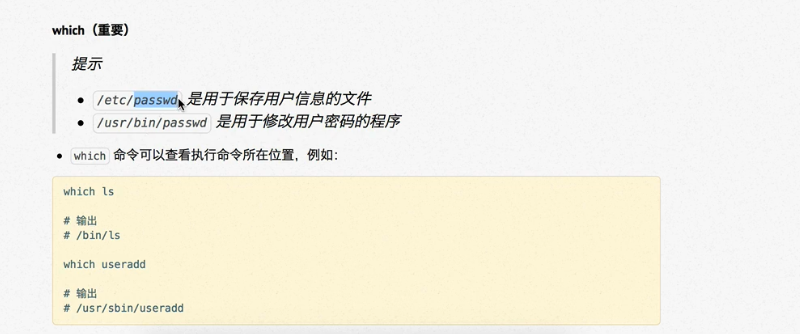 which（重要）
提示
• /etc/passwd 是用于保存用户信息的文件
• /usr/bin/passwd 是用于修改用户密码的程序
• which 命令可以查看执行命令所在位置，例如：
which ls
# 输出
# /bin/ls
which useradd
# 输出
# /usr/sbin/useradd